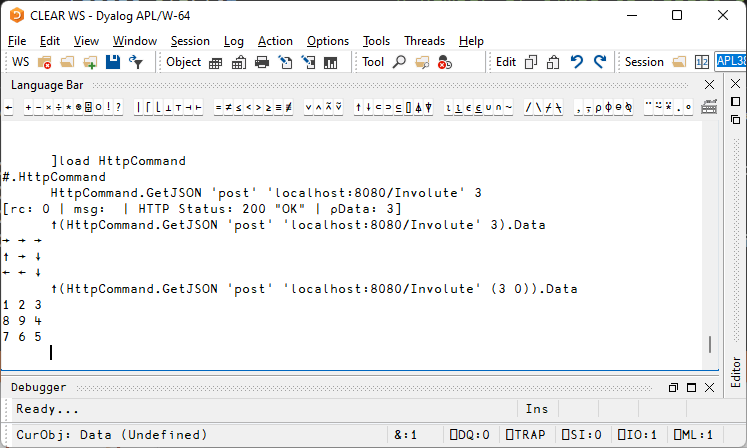 CLEAR WS - Dyalog APL/W-64
File Edit View Window Session Log Action Options Tools Threads Help
WS Object Tool Edit Session APL38
Language Bar
← + - × ÷ * ⍟ ⌹ ○ ! ? | ⌈ ⌊ ⊥ ⊤ ⊣ ⊢ = ≠ ≤ < > ≥ ≡ ≢ ∨ ∧ ⍲ ⍱ ↑ ↓ ⊂ ⊃ ⊆ ⌷ ⍋ ⍒ ⍳ ⍸ ∊ ⍷ ∪ ∩ ~ / \ ⌿ ⍀ , ⍪ ⍴ ⌽ ⊖ ⍉ ¨ ⍨ ⍣ . ∘
]load HttpCommand
#.HttpCommand
HttpCommand.GetJSON 'post' 'localhost:8080/Involute' 3
[rc: 0 | msg:  | HTTP Status: 200 "OK" | ⍴Data: 3]
↑(HttpCommand.GetJSON 'post' 'localhost:8080/Involute' 3).Data
→ → →
↑ → ↓
← ← ↓
↑(HttpCommand.GetJSON 'post' 'localhost:8080/Involute' (3 0)).Data
1 2 3
8 9 4
7 6 5
Editor
Debugger
Ready... Ins
CurObj: Data (Undefined) &:1 ⎕DQ:0 ⎕TRAP ⎕SI:0 ⎕IO:1 ⎕ML:1